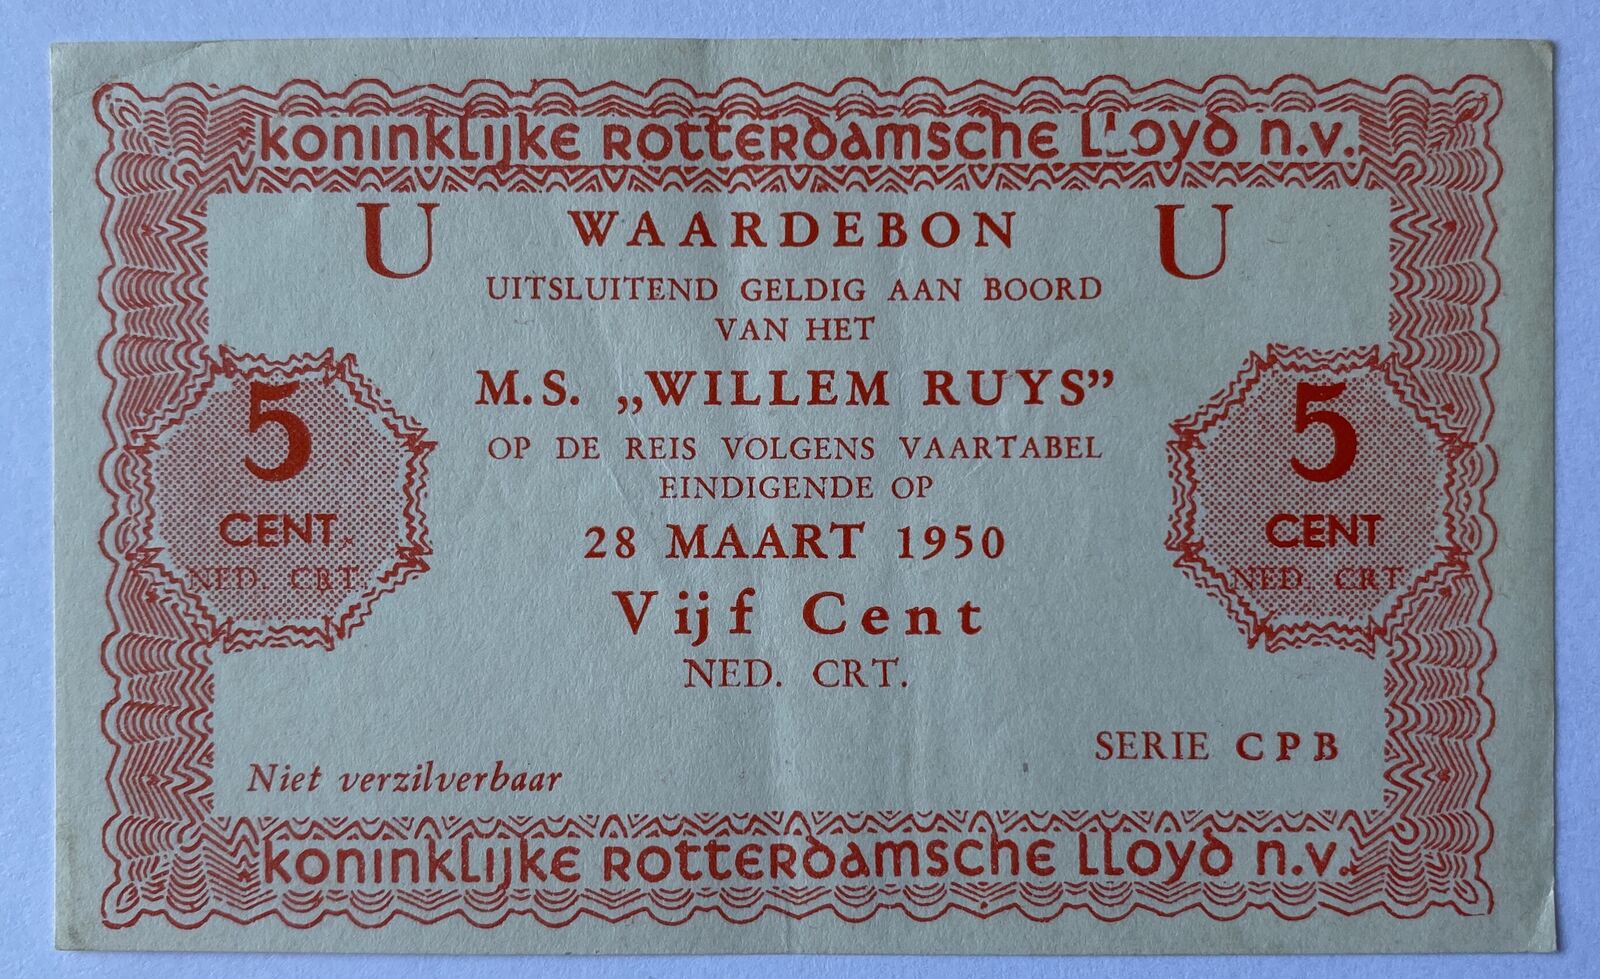 KONINKLIJKE ROTTERDAMSCHE LLOYD N.V.
U WAARDEBON U
UITSLUITEND GELDIG AAN BOORD
VAN HET
M.S. „WILLEM RUYS”
OP DE REIS VOLGENS VAARTABEL
EINDIGENDE OP
28 MAART 1950
Vijf Cent
NED. CRT.
5
CENT
NED. CRT.
5
CENT
NED. CRT.
SERIE CPB
Niet verzilverbaar
KONINKLIJKE ROTTERDAMSCHE LLOYD N.V.